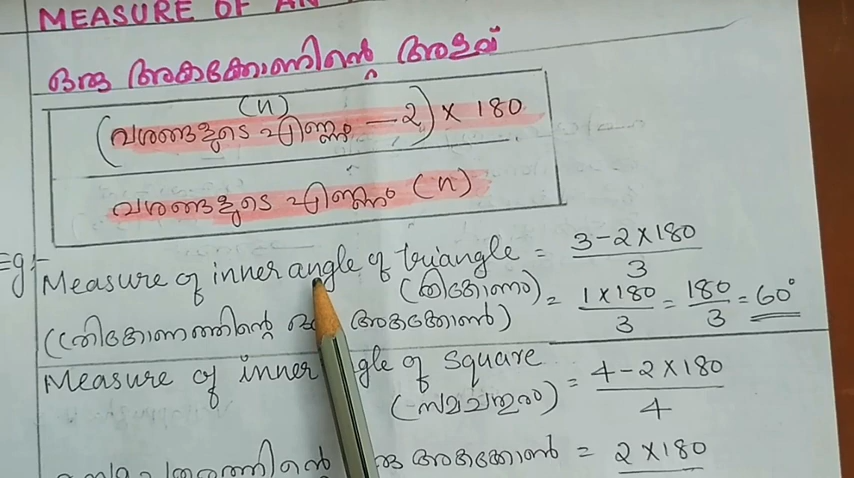 MEASURE OF AN
ഒരു അകക്കോണിന്റെ അളവ്
(n)
(വശങ്ങളുടെ എണ്ണം − 2) × 180
വശങ്ങളുടെ എണ്ണം (n)
Eg:- Measure of inner angle of triangle = 3−2×180 / 3
(ത്രികോണം)
(ത്രികോണത്തിന്റെ അകക്കോൺ) = 1×180 / 3 = 180 / 3 = 60°
Measure of inner gle of square = 4−2×180 / 4
(സമചതുരം)
രു അകക്കോൺ = 2×180